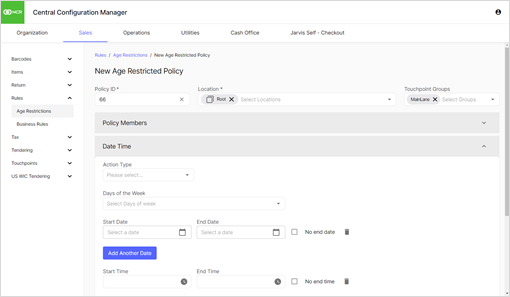 NCR Central Configuration Manager
Organization Sales Operations Utilities Cash Office Jarvis Self - Checkout
Barcodes
Items
Return
Rules
Age Restrictions
Business Rules
Tax
Tendering
Touchpoints
US WIC Tendering
Rules / Age Restrictions / New Age Restricted Policy
New Age Restricted Policy
Policy ID * Location * Touchpoint Groups
66 Root Select Locations MainLane Select Groups
Policy Members
Date Time
Action Type
Please select...
Days of the Week
Select Days of week
Start Date End Date
Select a date Select a date No end date
Add Another Date
Start Time End Time
No end time